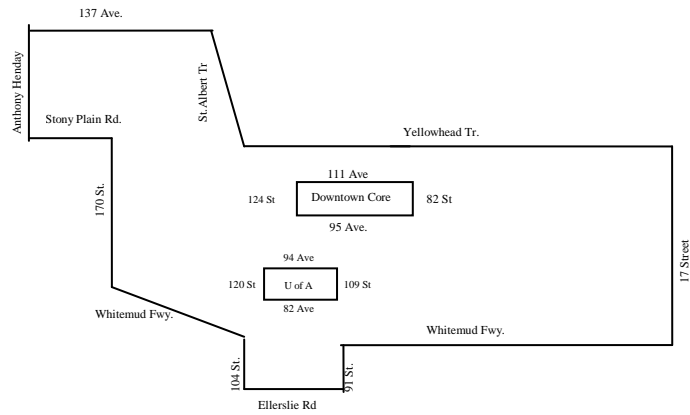 137 Ave.
Anthony Henday
St.Albert Tr
Stony Plain Rd.
Yellowhead Tr.
111 Ave
124 St
Downtown Core
82 St
170 St.
95 Ave.
17 Street
94 Ave
120 St
U of A
109 St
82 Ave
Whitemud Fwy.
Whitemud Fwy.
104 St.
91 St.
Ellerslie Rd